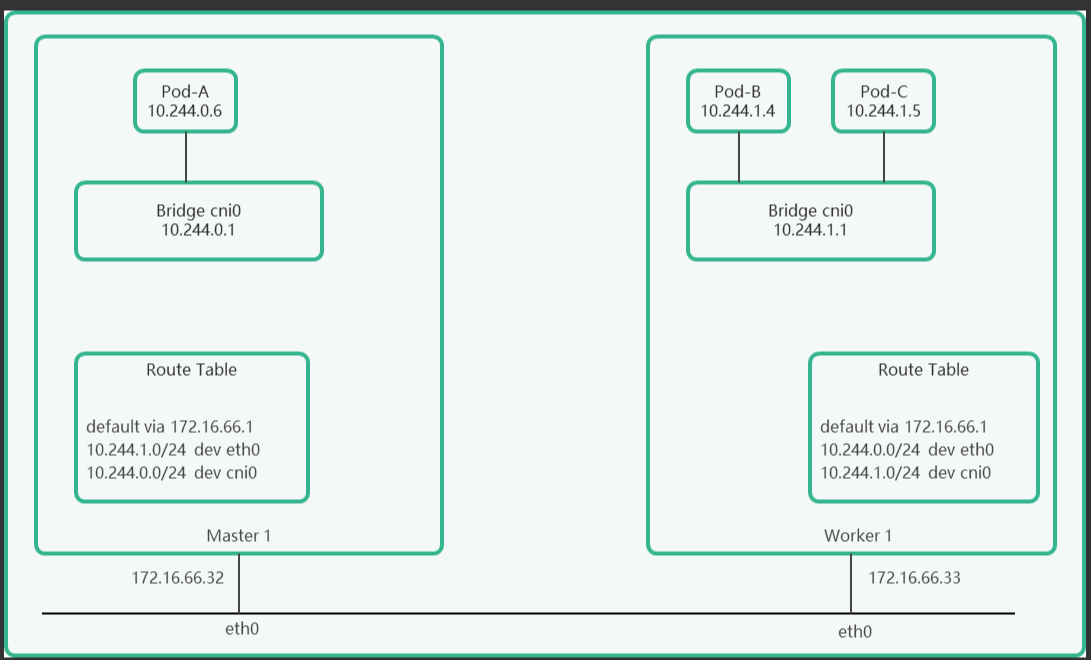 Pod-A
10.244.0.6
Bridge cni0
10.244.0.1
Route Table
default via 172.16.66.1
10.244.1.0/24 dev eth0
10.244.0.0/24 dev cni0
Master 1
172.16.66.32
eth0
Pod-B
10.244.1.4
Pod-C
10.244.1.5
Bridge cni0
10.244.1.1
Route Table
default via 172.16.66.1
10.244.0.0/24 dev eth0
10.244.1.0/24 dev cni0
Worker 1
172.16.66.33
eth0